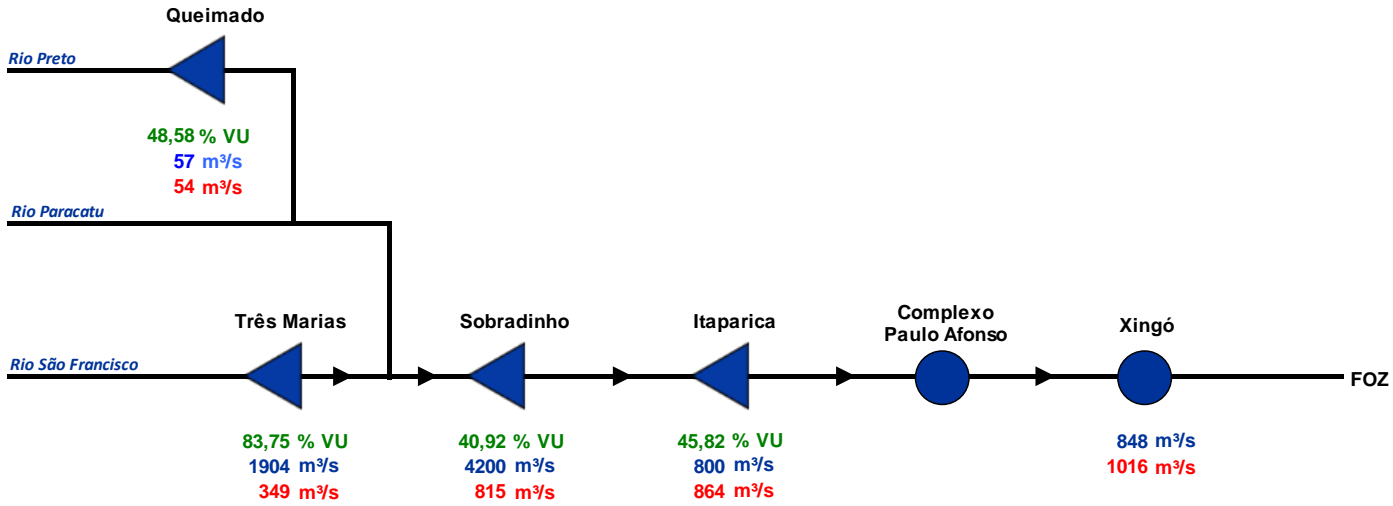 Queimado
Rio Preto
48,58 % VU
57 m³/s
54 m³/s
Rio Paracatu
Três Marias
Sobradinho
Itaparica
Complexo
Paulo Afonso
Xingó
Rio São Francisco
FOZ
83,75 % VU
1904 m³/s
349 m³/s
40,92 % VU
4200 m³/s
815 m³/s
45,82 % VU
800 m³/s
864 m³/s
848 m³/s
1016 m³/s